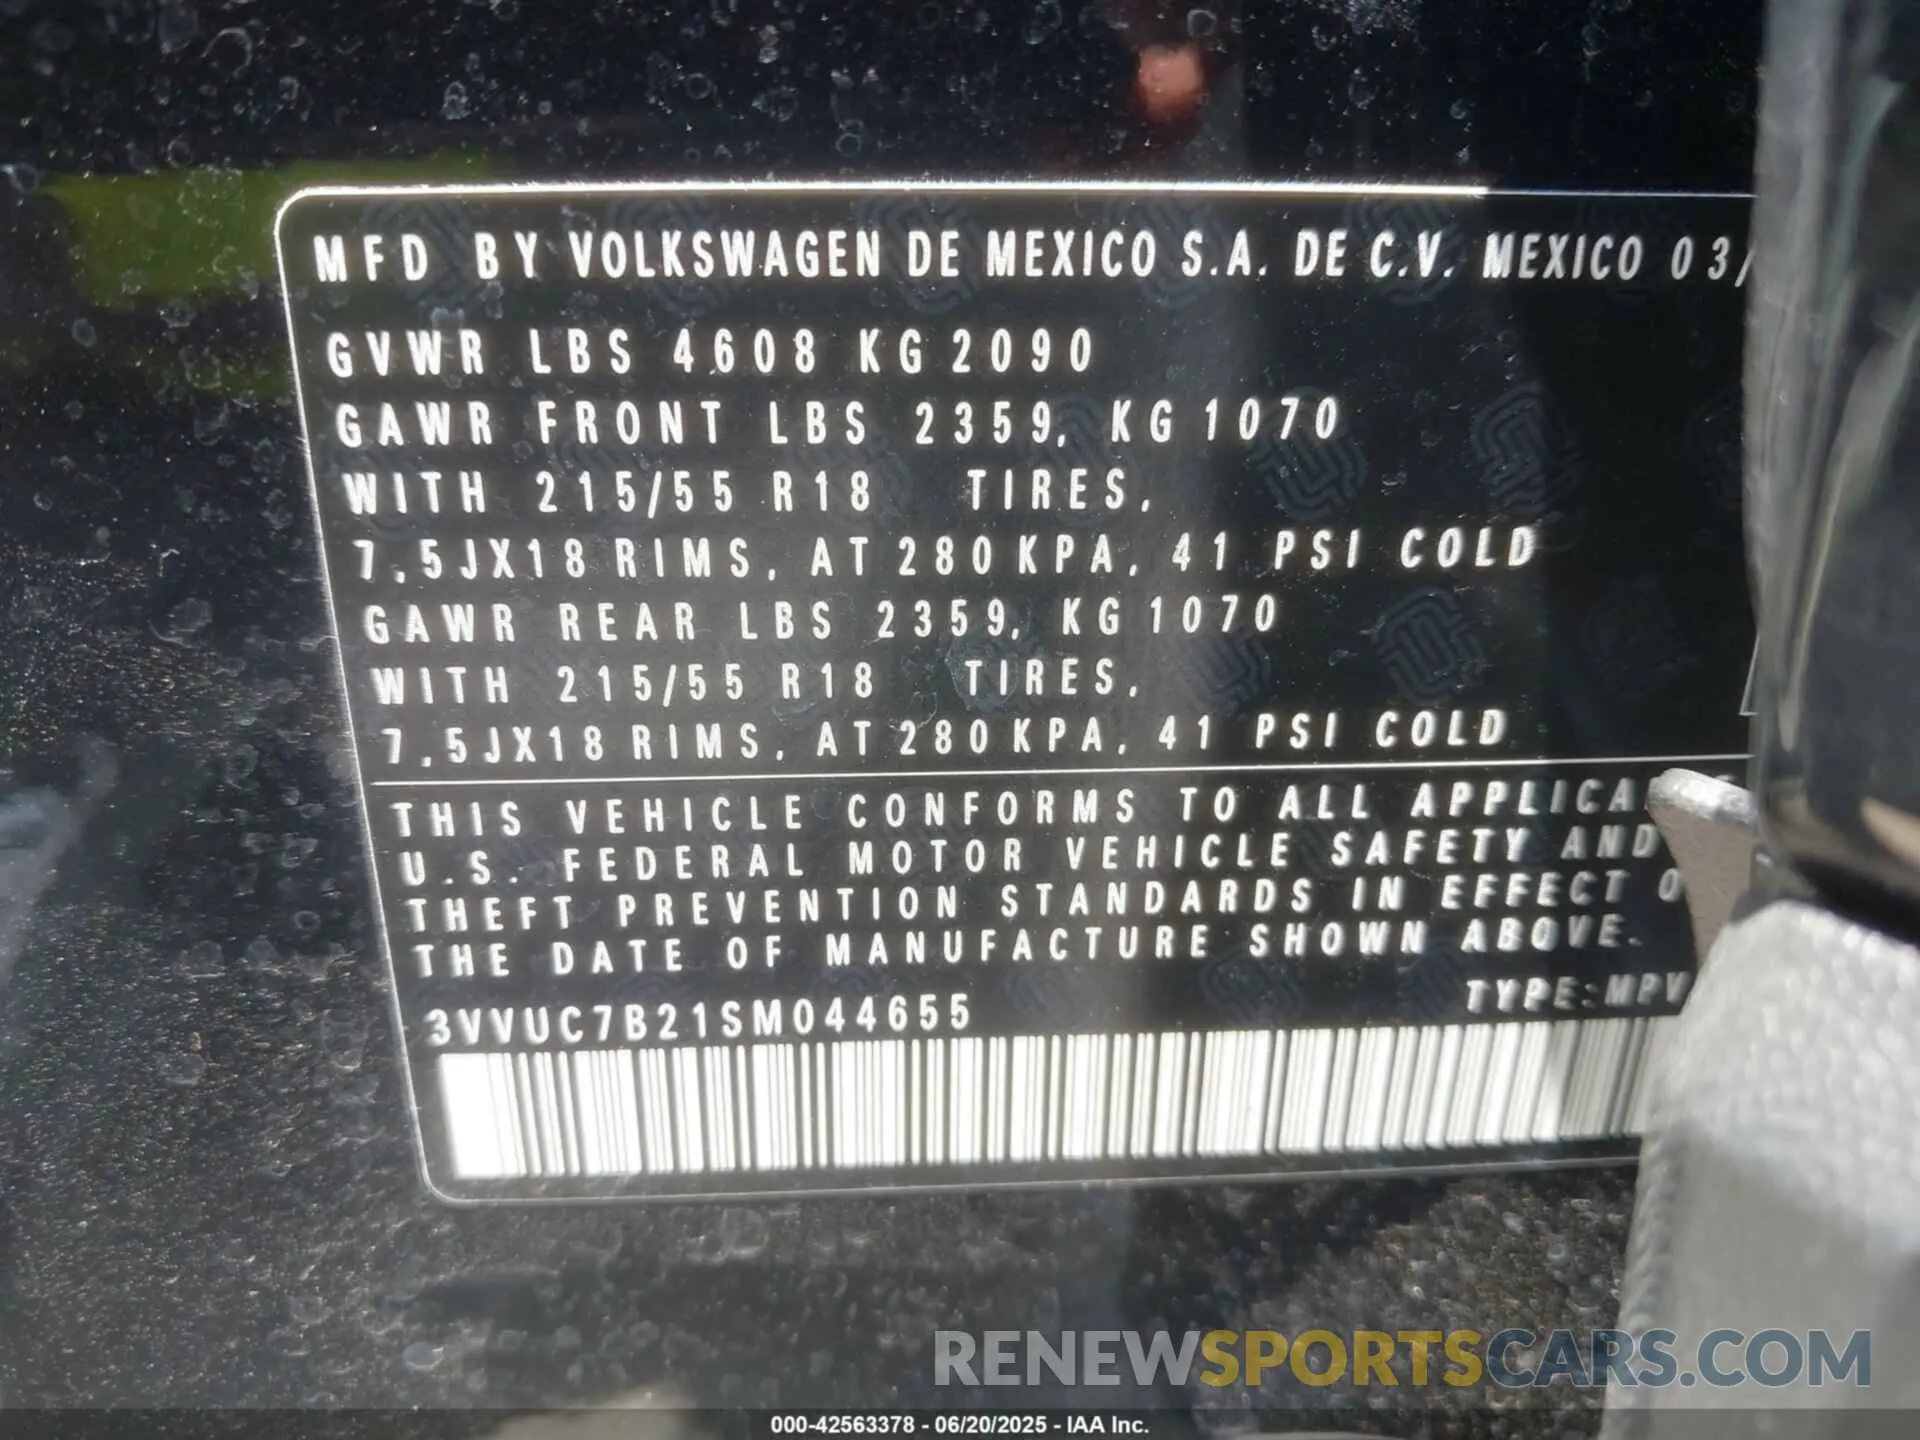 MFD BY VOLKSWAGEN DE MEXICO S.A. DE C.V. MEXICO 03/
GVWR LBS 4608 KG 2090
GAWR FRONT LBS 2359, KG 1070
WITH 215/55 R18 TIRES,
7,5JX18 RIMS, AT 280 KPA, 41 PSI COLD
GAWR REAR LBS 2359, KG 1070
WITH 215/55 R18 TIRES,
7,5JX18 RIMS, AT 280 KPA, 41 PSI COLD
THIS VEHICLE CONFORMS TO ALL
U.S. FEDERAL MOTOR VEHICLE SAFETY AND
THEFT PREVENTION STANDARDS IN EFFECT
THE DATE OF MANUFACTURE SHOWN ABOVE.
TYPE: MPV
3VVUC7B21SM044655
RENEWSPORTSCARS.COM
000-42563378 - 06/20/2025 - IAA Inc.